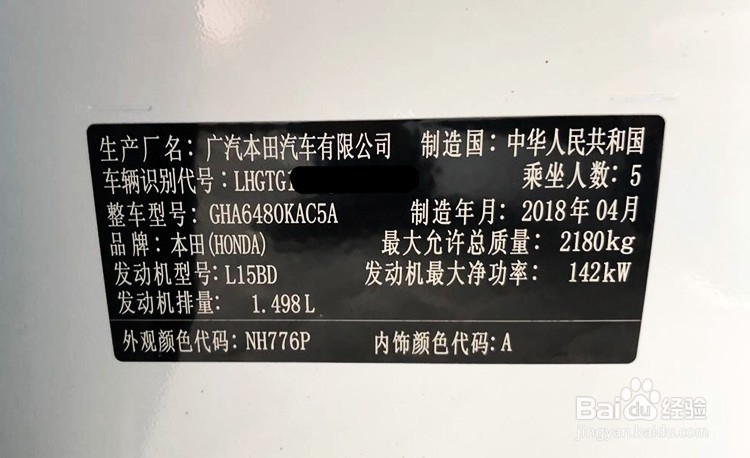 生产厂名：广汽本田汽车有限公司 制造国：中华人民共和国
车辆识别代号：LHGTG1 乘坐人数：5
整车型号：GHA6480KAC5A 制造年月：2018年04月
品牌：本田(HONDA) 最大允许总质量：2180kg
发动机型号：L15BD 发动机最大净功率：142kW
发动机排量：1.498L
外观颜色代码：NH776P 内饰颜色代码：A
Baidu经验
jingyan.baidu.com